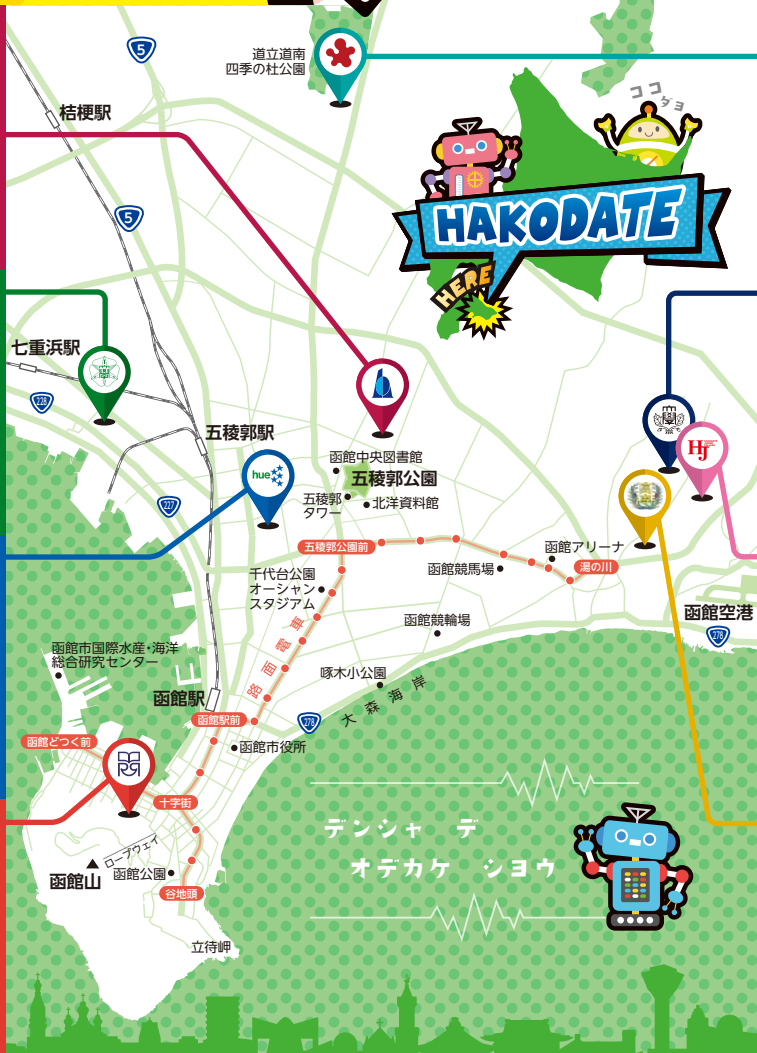 5
道立道南
四季の杜公園
ココ
ダヨ
桔梗駅
HAKODATE
5
HERE
七重浜駅
228
五稜郭駅
函館中央図書館
hue
五稜郭公園
HJ
五稜郭
タワー
北洋資料館
227
五稜郭公園前
函館アリーナ
函館競馬場
湯の川
千代台公園
オーシャン
スタジアム
函館空港
函館競輪場
278
路面電車
函館市国際水産・海洋
総合研究センター
啄木小公園
大森海岸
函館駅
函館駅前
278
函館どつく前
函館市役所
十字街
デンシャ デ
オデカケ ショウ
ロープウェイ
函館山
函館公園
谷地頭
立待岬